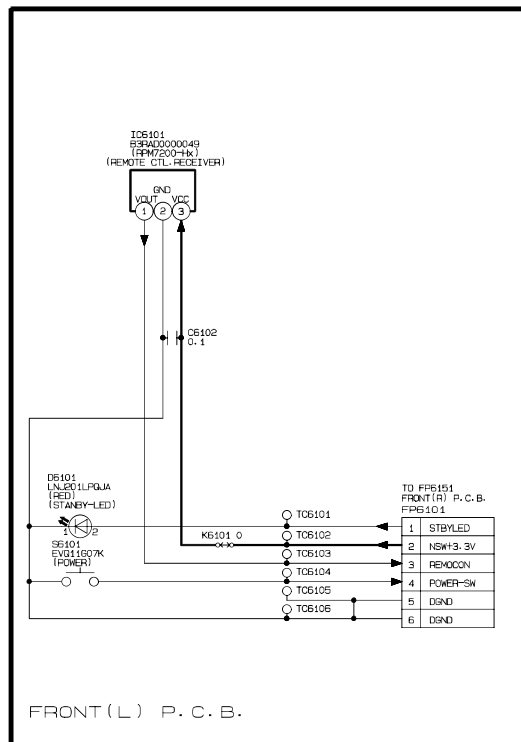 IC6101
B3RAD0000049
(RPM7200-Hx)
(REMOTE CTL.RECEIVER)
GND
VOUT VCC
1 2 3
C6102
0.1
D6101
LNJ201LPQJA
(RED)
(STANBY-LED)
1 2
S6101
EVQ11G07K
(POWER)
K6101 0
TC6101
TC6102
TC6103
TC6104
TC6105
TC6106
TO FP6151
FRONT(R) P.C.B.
FP6101
1 STBYLED
2 NSW+3.3V
3 REMOCON
4 POWER-SW
5 DGND
6 DGND
FRONT(L) P.C.B.